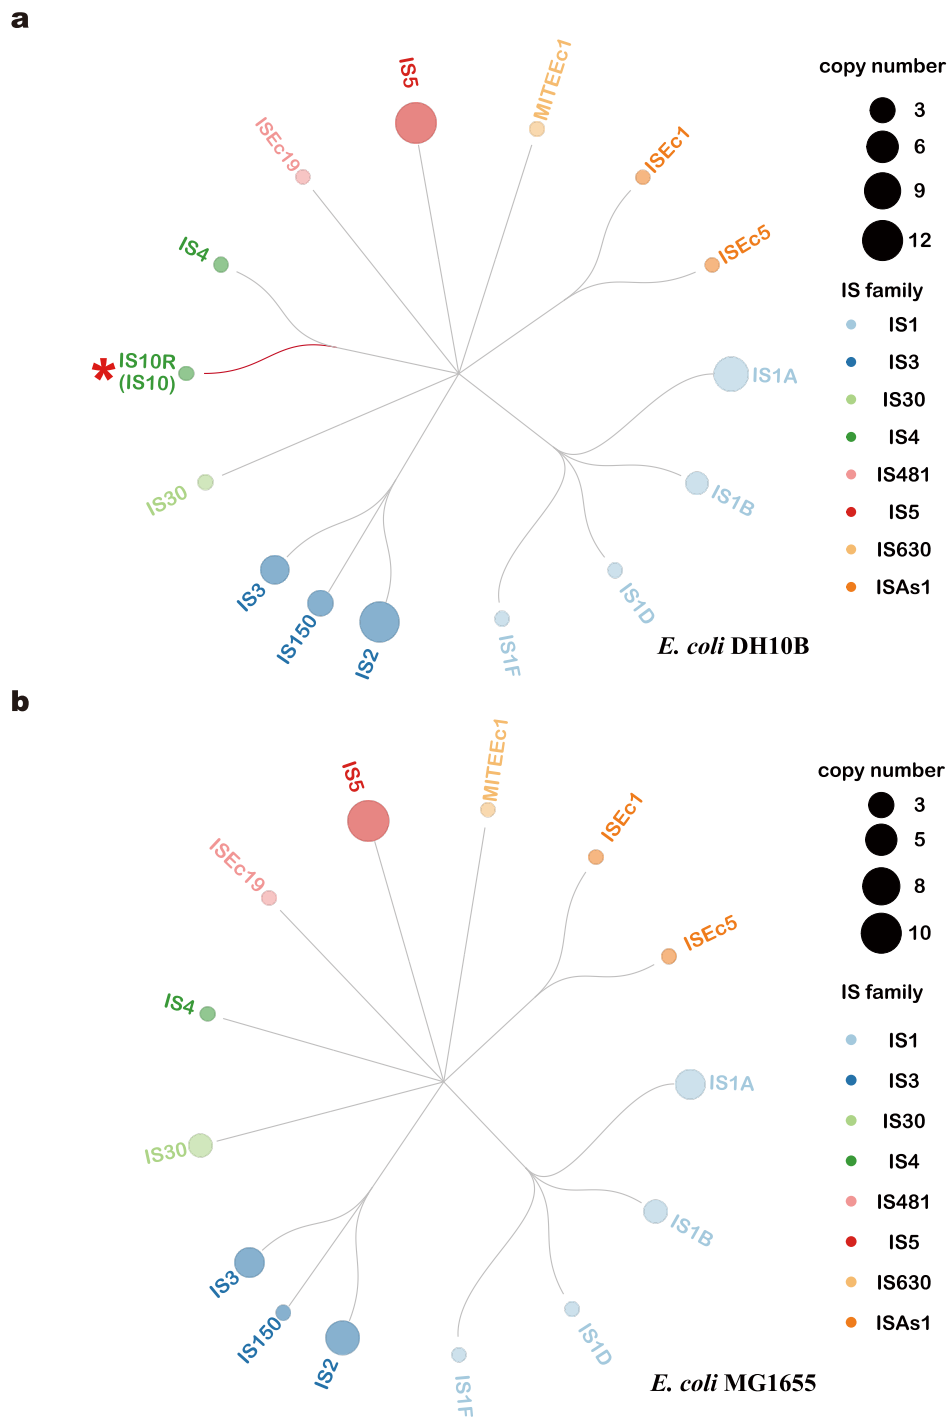 a
IS5
MITEEc1
ISEc19
ISEc1
IS4
ISEc5
*
IS10R
(IS10)
IS1A
IS30
IS1B
IS3
IS150
IS2
IS1F
IS1D
E. coli DH10B
copy number
3
6
9
12
IS family
IS1
IS3
IS30
IS4
IS481
IS5
IS630
ISAs1
b
IS5
MITEEc1
ISEc19
ISEc1
IS4
ISEc5
IS1A
IS30
IS1B
IS3
IS150
IS2
IS1F
IS1D
E. coli MG1655
copy number
3
5
8
10
IS family
IS1
IS3
IS30
IS4
IS481
IS5
IS630
ISAs1